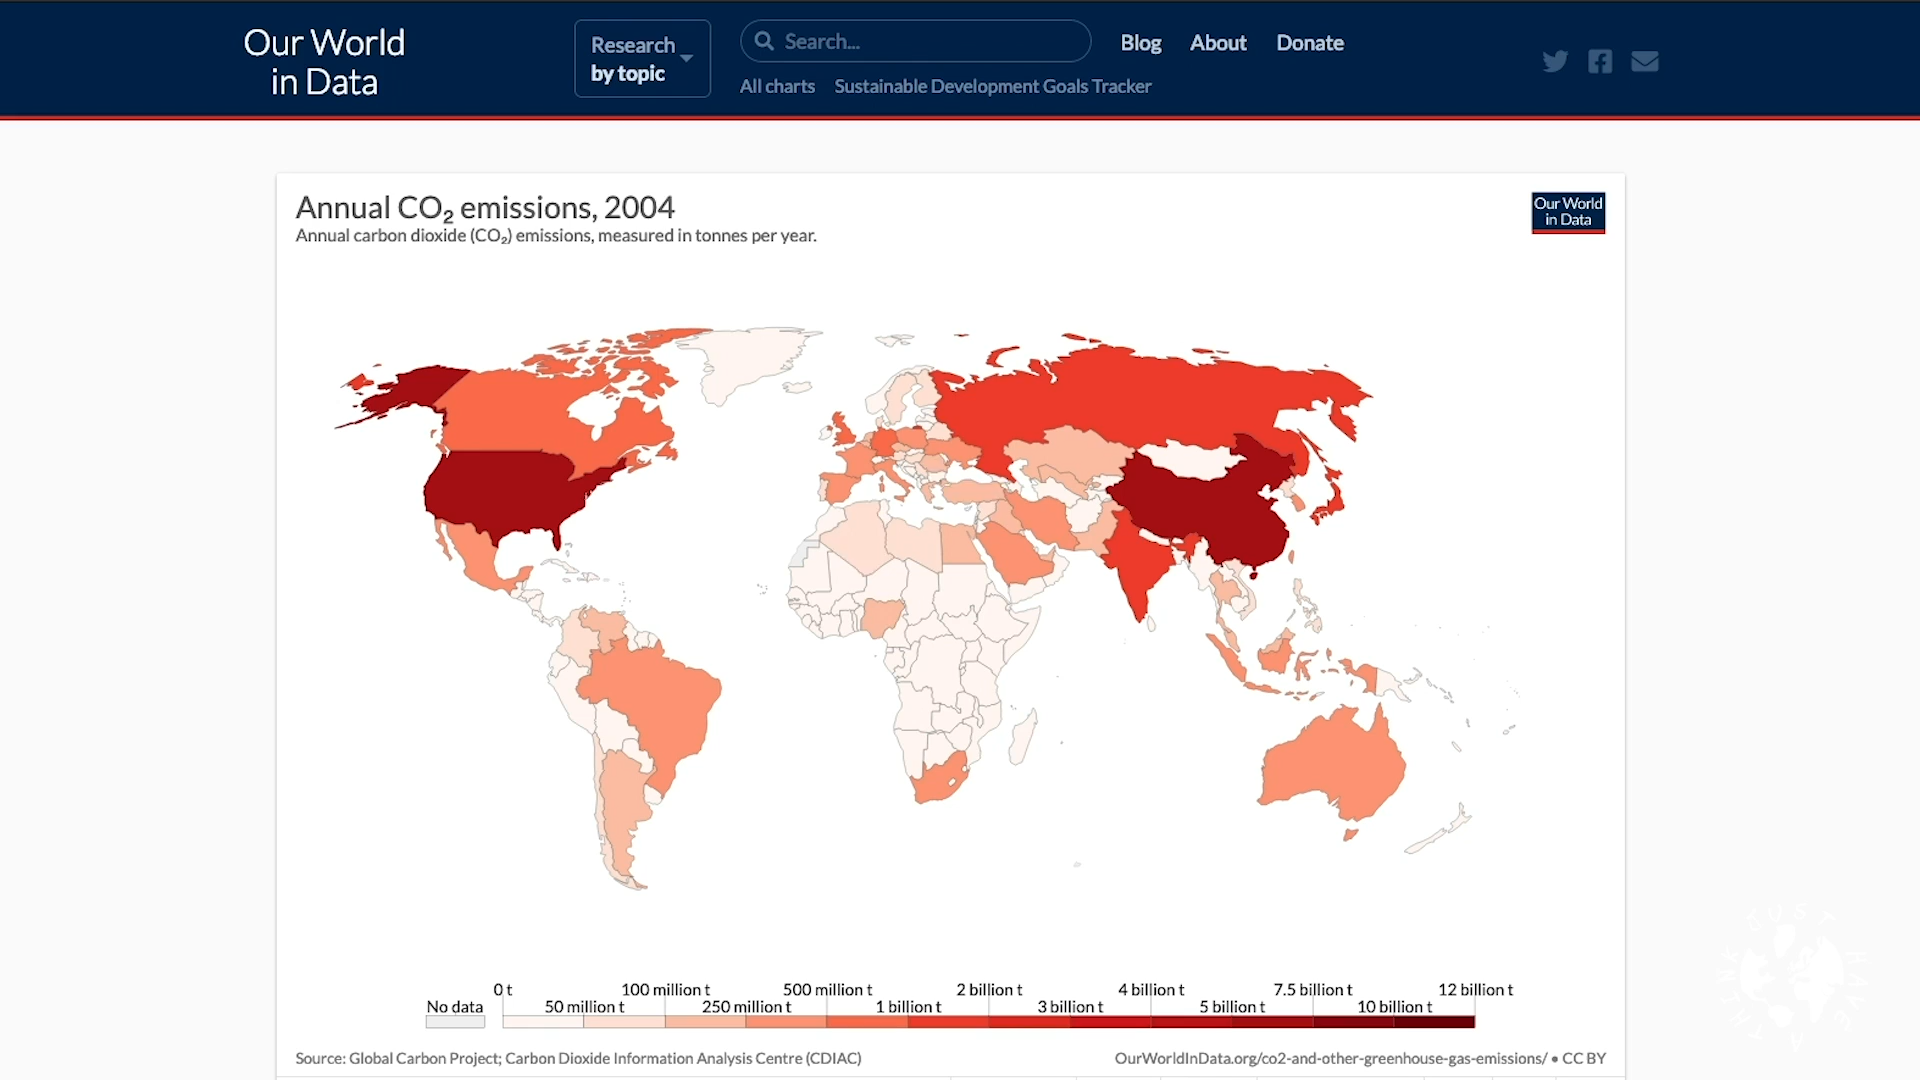 Our World
in Data
Research
by topic
Search...
All charts
Sustainable Development Goals Tracker
Blog
About
Donate
Annual CO₂ emissions, 2004
Annual carbon dioxide (CO₂) emissions, measured in tonnes per year.
Our World
in Data
No data
0 t
50 million t
100 million t
250 million t
500 million t
1 billion t
2 billion t
3 billion t
4 billion t
5 billion t
7.5 billion t
10 billion t
12 billion t
Source: Global Carbon Project; Carbon Dioxide Information Analysis Centre (CDIAC)
OurWorldInData.org/co2-and-other-greenhouse-gas-emissions/ • CC BY